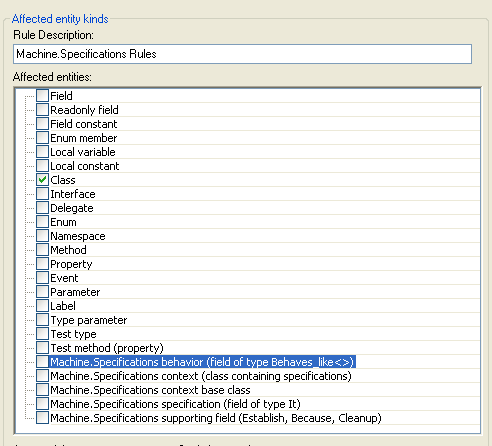 Affected entity kinds
Rule Description:
Machine.Specifications Rules
Affected entities:
Field
Readonly field
Field constant
Enum member
Local variable
Local constant
Class
Interface
Delegate
Enum
Namespace
Method
Property
Event
Parameter
Label
Type parameter
Test type
Test method (property)
Machine.Specifications behavior (field of type Behaves_like<>)
Machine.Specifications context (class containing specifications)
Machine.Specifications context base class
Machine.Specifications specification (field of type It)
Machine.Specifications supporting field (Establish, Because, Cleanup)